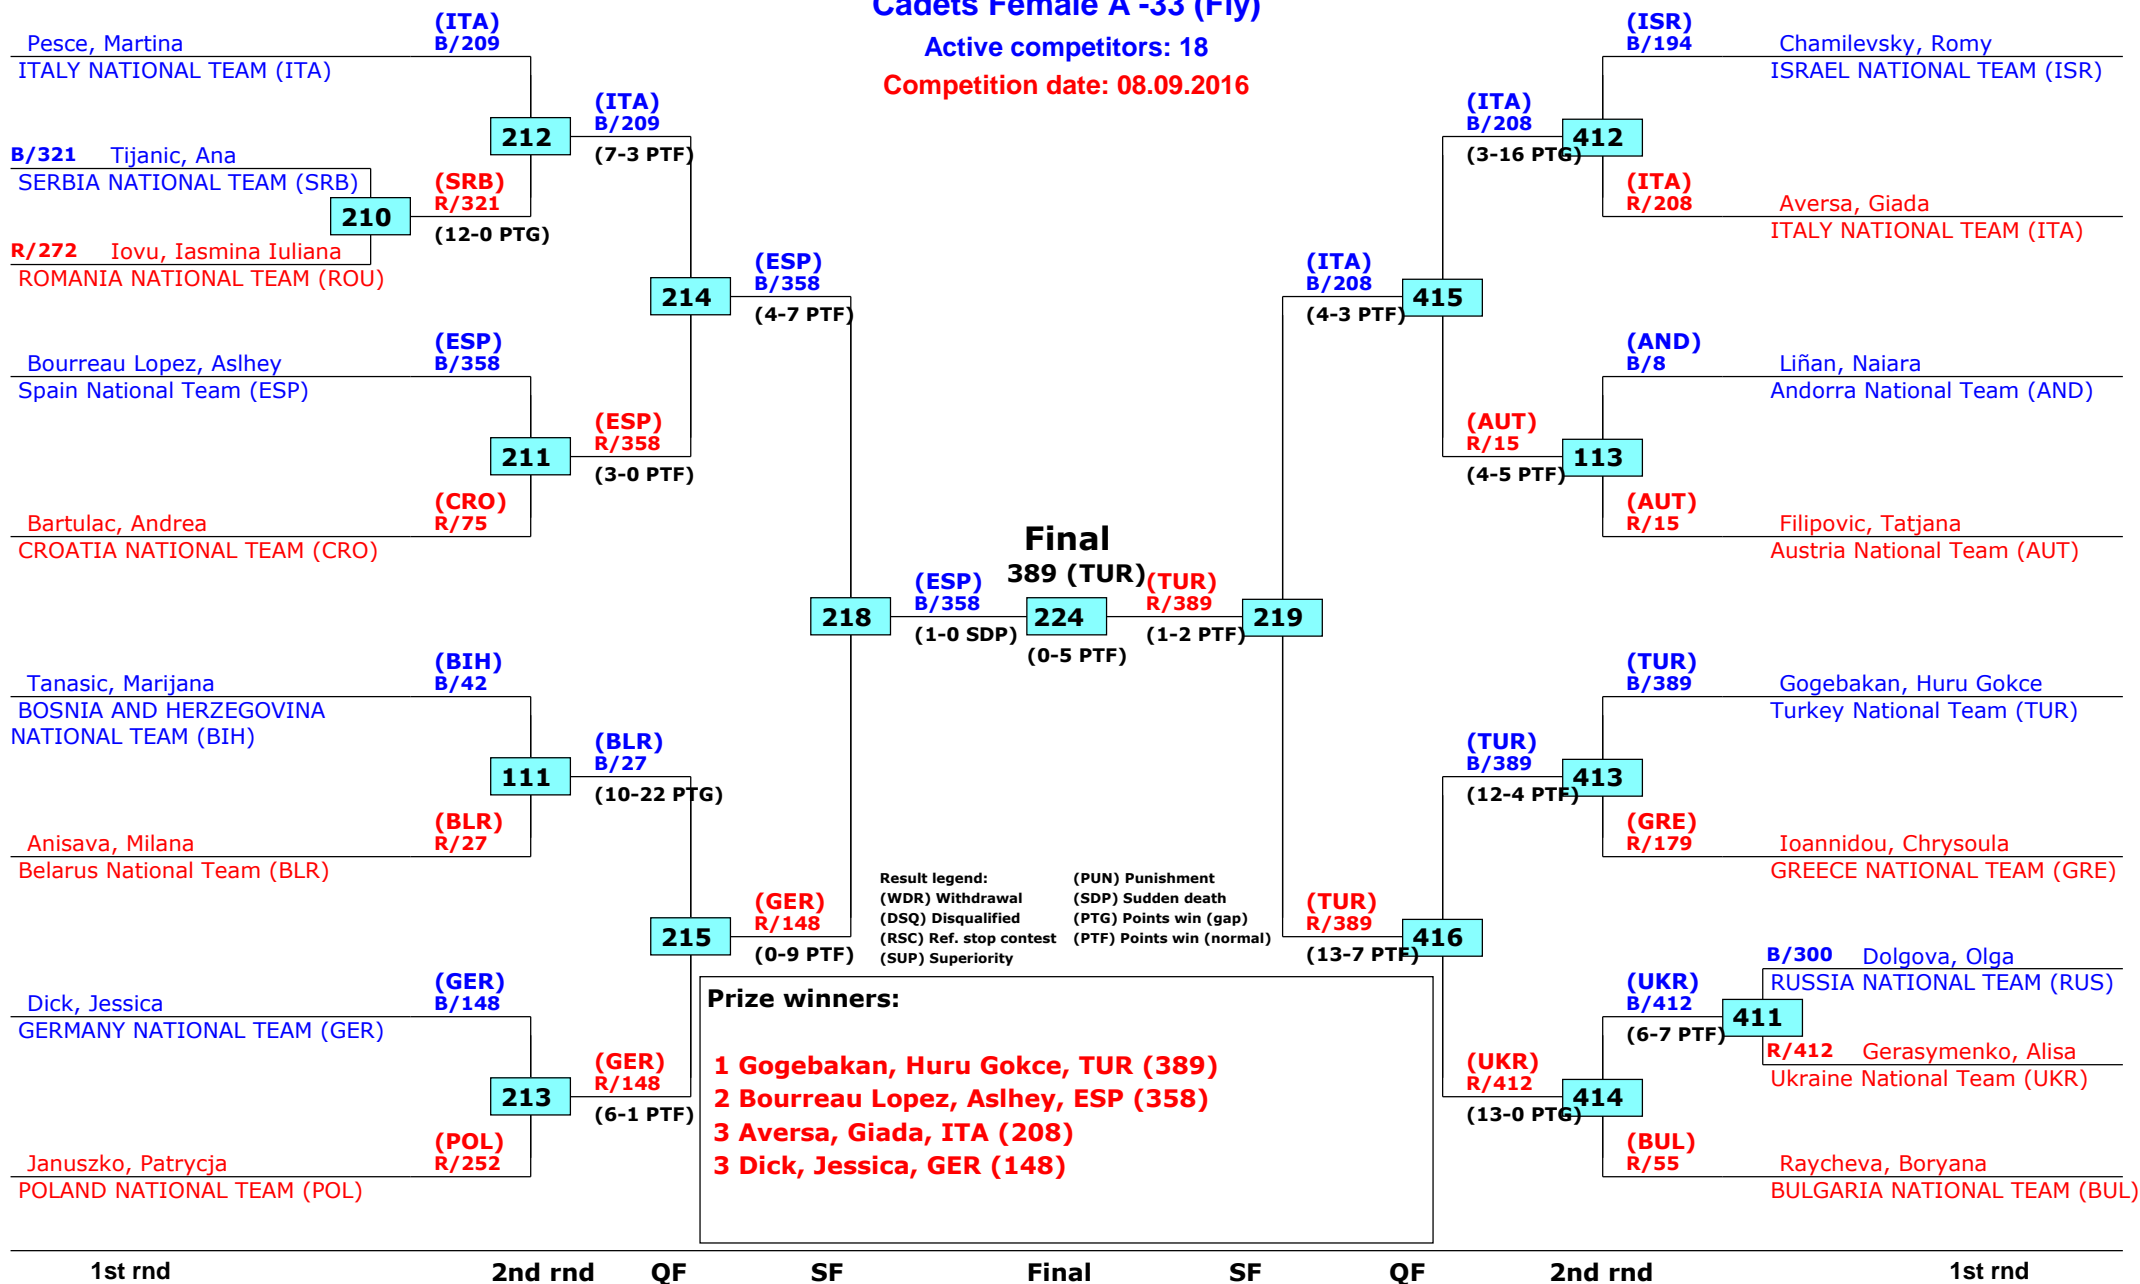 Cadets Female A -33 (Fly)
Active competitors: 18
Competition date: 08.09.2016
(ITA)
B/209
Pesce, Martina
ITALY NATIONAL TEAM (ITA)
B/321 Tijanic, Ana
SERBIA NATIONAL TEAM (SRB)
210
R/272 Iovu, Iasmina Iuliana
ROMANIA NATIONAL TEAM (ROU)
(SRB)
R/321
(12-0 PTG)
212
(ITA)
B/209
(7-3 PTF)
(ESP)
B/358
Bourreau Lopez, Aslhey
Spain National Team (ESP)
211
(CRO)
R/75
Bartulac, Andrea
CROATIA NATIONAL TEAM (CRO)
(ESP)
R/358
(3-0 PTF)
214
(ESP)
B/358
(4-7 PTF)
(BIH)
B/42
Tanasic, Marijana
BOSNIA AND HERZEGOVINA
NATIONAL TEAM (BIH)
111
(BLR)
R/27
Anisava, Milana
Belarus National Team (BLR)
(BLR)
B/27
(10-22 PTG)
215
(GER)
R/148
(0-9 PTF)
(GER)
B/148
Dick, Jessica
GERMANY NATIONAL TEAM (GER)
213
(GER)
R/148
(6-1 PTF)
(POL)
R/252
Januszko, Patrycja
POLAND NATIONAL TEAM (POL)
218
(ESP)
B/358
(1-0 SDP)
Final
389 (TUR)
224
(0-5 PTF)
(TUR)
R/389
(1-2 PTF)
219
(ISR)
B/194
Chamilevsky, Romy
ISRAEL NATIONAL TEAM (ISR)
(ITA)
B/208
(3-16 PTG)
412
(ITA)
R/208
Aversa, Giada
ITALY NATIONAL TEAM (ITA)
(ITA)
B/208
(4-3 PTF)
415
(AND)
B/8
Liñan, Naiara
Andorra National Team (AND)
(AUT)
R/15
(4-5 PTF)
113
(AUT)
R/15
Filipovic, Tatjana
Austria National Team (AUT)
(TUR)
B/389
Gogebakan, Huru Gokce
Turkey National Team (TUR)
(TUR)
B/389
(12-4 PTF)
413
(GRE)
R/179
Ioannidou, Chrysoula
GREECE NATIONAL TEAM (GRE)
(TUR)
R/389
(13-7 PTF)
416
B/300 Dolgova, Olga
RUSSIA NATIONAL TEAM (RUS)
(UKR)
B/412
(6-7 PTF)
411
R/412 Gerasymenko, Alisa
Ukraine National Team (UKR)
(UKR)
R/412
(13-0 PTG)
414
(BUL)
R/55
Raycheva, Boryana
BULGARIA NATIONAL TEAM (BUL)
Result legend: (PUN) Punishment
(WDR) Withdrawal (SDP) Sudden death
(DSQ) Disqualified (PTG) Points win (gap)
(RSC) Ref. stop contest (PTF) Points win (normal)
(SUP) Superiority
Prize winners:
1 Gogebakan, Huru Gokce, TUR (389)
2 Bourreau Lopez, Aslhey, ESP (358)
3 Aversa, Giada, ITA (208)
3 Dick, Jessica, GER (148)
1st rnd 2nd rnd QF SF Final SF QF 2nd rnd 1st rnd